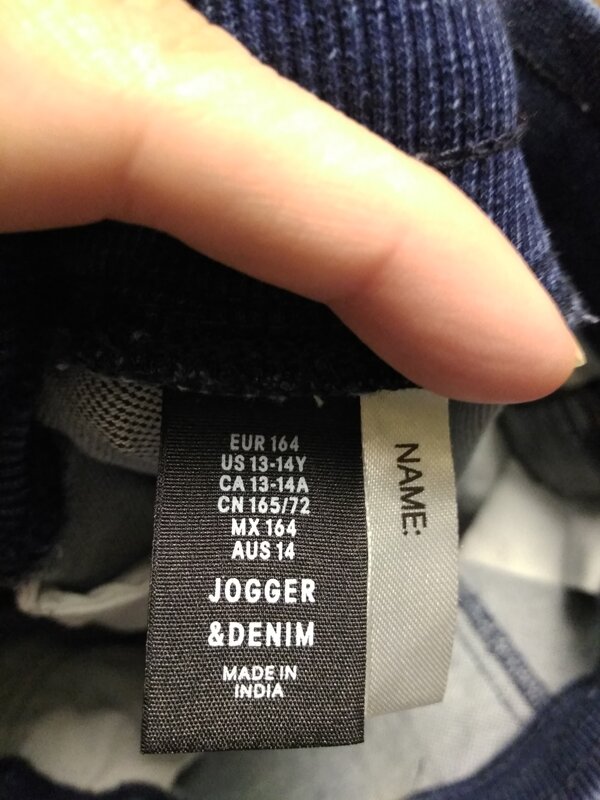 EUR 164
US 13-14Y
CA 13-14A
CN 165/72
MX 164
AUS 14
JOGGER
&DENIM
MADE IN
INDIA
NAME: